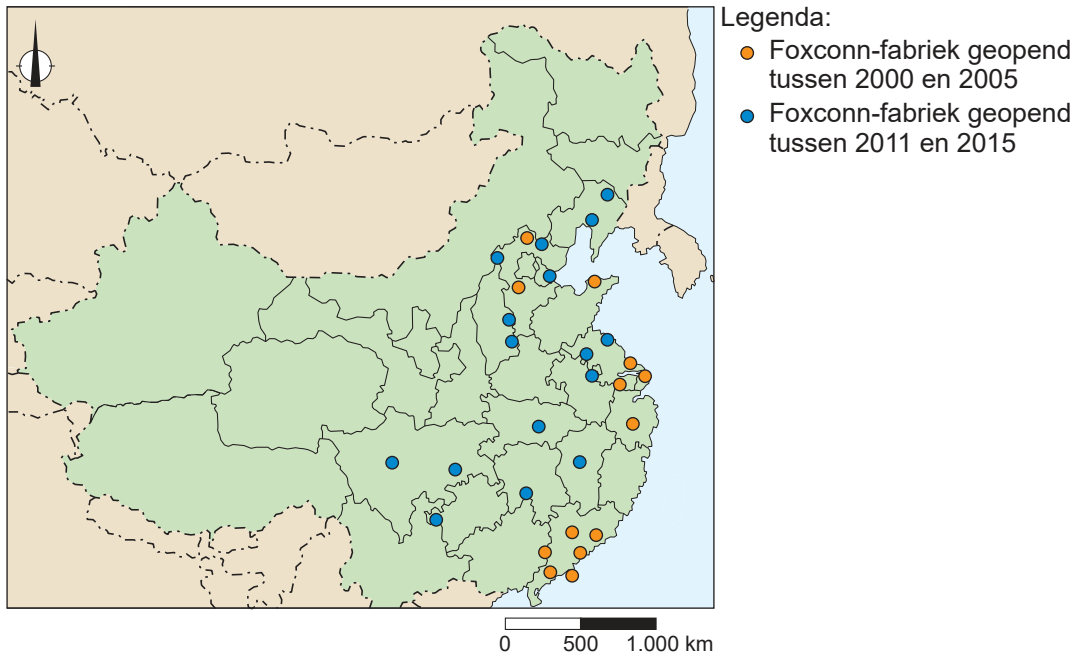 Legenda:
Foxconn-fabriek geopend
tussen 2000 en 2005
Foxconn-fabriek geopend
tussen 2011 en 2015
0 500 1.000 km